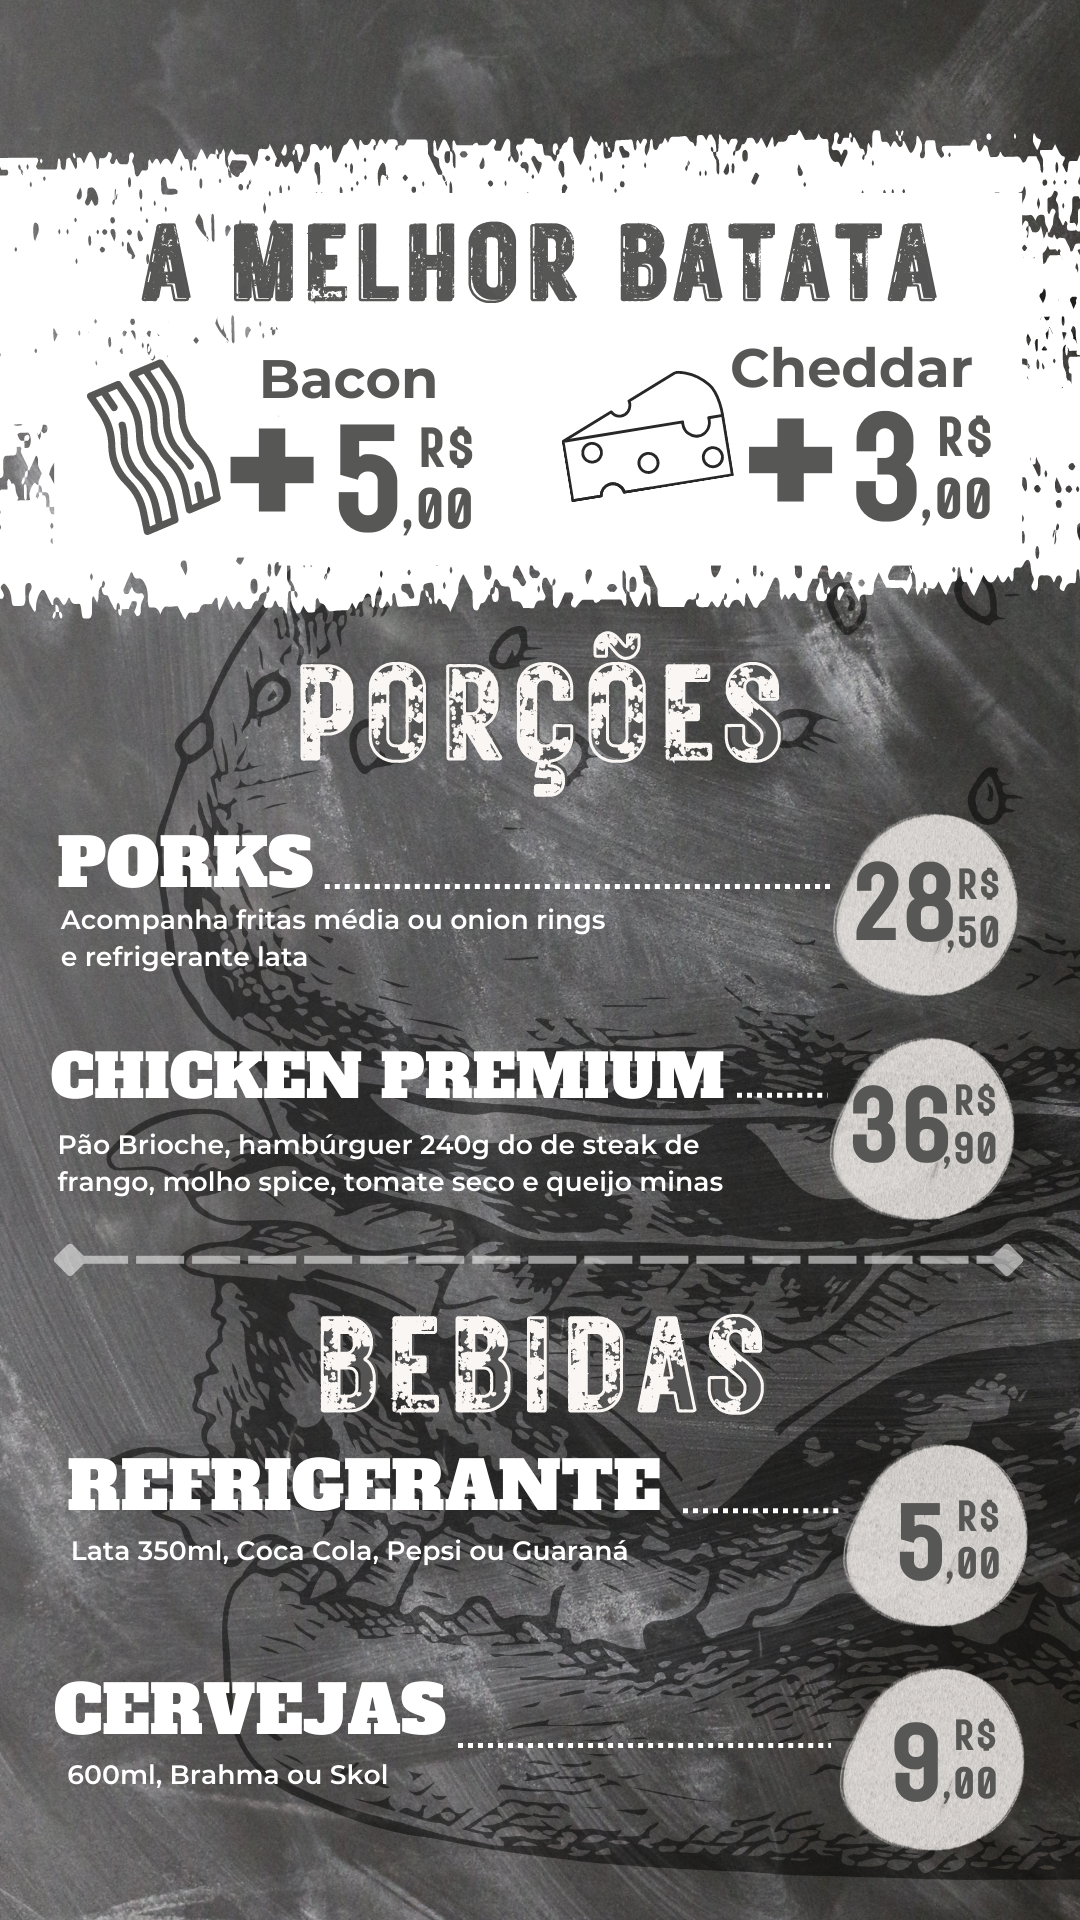 A MELHOR BATATA
Bacon
+5 R$ ,00
Cheddar
+3 R$ ,00
PORÇÕES
PORKS ........ 28 R$ ,50
Acompanha fritas média ou onion rings
e refrigerante lata
CHICKEN PREMIUM ........ 36 R$ ,90
Pão Brioche, hambúrguer 240g do de steak de
frango, molho spice, tomate seco e queijo minas
BEBIDAS
REFRIGERANTE ........ 5 R$ ,00
Lata 350ml, Coca Cola, Pepsi ou Guaraná
CERVEJAS ........ 9 R$ ,00
600ml, Brahma ou Skol